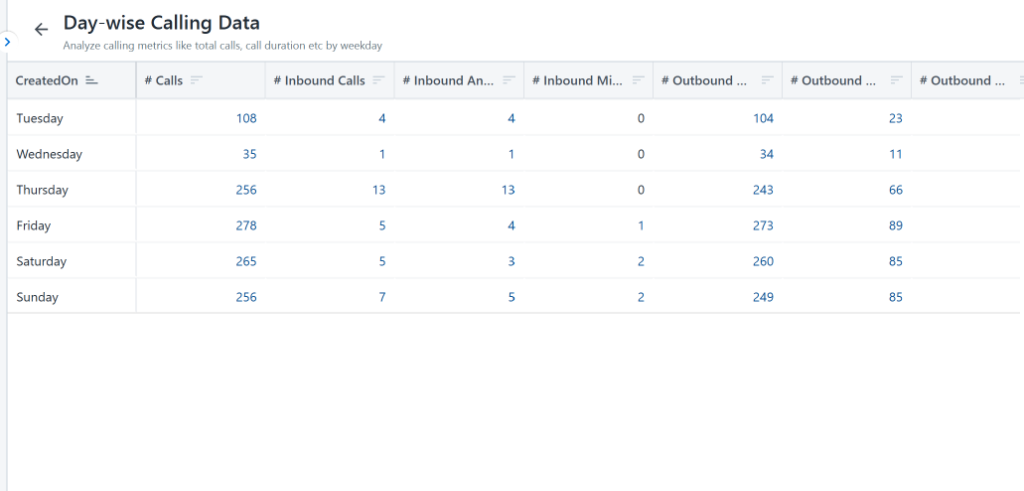 Day-wise Calling Data
Analyze calling metrics like total calls, call duration etc by weekday
CreatedOn # Calls # Inbound Calls # Inbound An... # Inbound Mi... # Outbound ... # Outbound ... # Outbound ...
Tuesday 108 4 4 0 104 23
Wednesday 35 1 1 0 34 11
Thursday 256 13 13 0 243 66
Friday 278 5 4 1 273 89
Saturday 265 5 3 2 260 85
Sunday 256 7 5 2 249 85